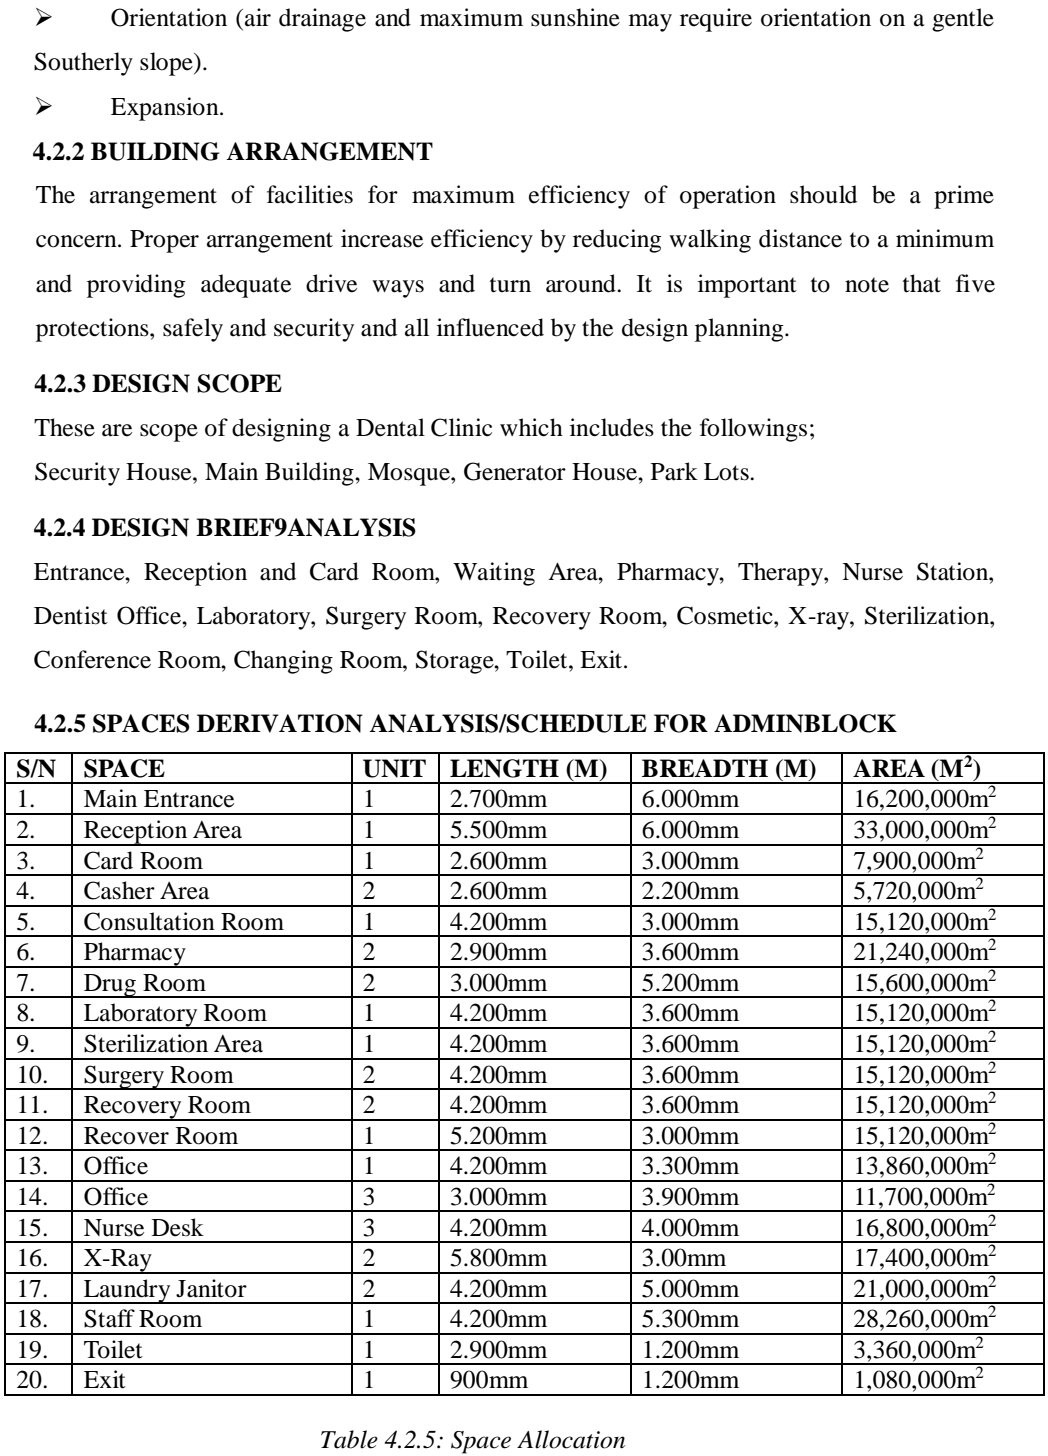 ➢ Orientation (air drainage and maximum sunshine may require orientation on a gentle
Southerly slope).
➢ Expansion.
4.2.2 BUILDING ARRANGEMENT
The arrangement of facilities for maximum efficiency of operation should be a prime
concern. Proper arrangement increase efficiency by reducing walking distance to a minimum
and providing adequate drive ways and turn around. It is important to note that five
protections, safely and security and all influenced by the design planning.
4.2.3 DESIGN SCOPE
These are scope of designing a Dental Clinic which includes the followings;
Security House, Main Building, Mosque, Generator House, Park Lots.
4.2.4 DESIGN BRIEF9ANALYSIS
Entrance, Reception and Card Room, Waiting Area, Pharmacy, Therapy, Nurse Station,
Dentist Office, Laboratory, Surgery Room, Recovery Room, Cosmetic, X-ray, Sterilization,
Conference Room, Changing Room, Storage, Toilet, Exit.
4.2.5 SPACES DERIVATION ANALYSIS/SCHEDULE FOR ADMINBLOCK
S/N SPACE UNIT LENGTH (M) BREADTH (M) AREA (M²)
1. Main Entrance 1 2.700mm 6.000mm 16,200,000m²
2. Reception Area 1 5.500mm 6.000mm 33,000,000m²
3. Card Room 1 2.600mm 3.000mm 7,900,000m²
4. Casher Area 2 2.600mm 2.200mm 5,720,000m²
5. Consultation Room 1 4.200mm 3.000mm 15,120,000m²
6. Pharmacy 2 2.900mm 3.600mm 21,240,000m²
7. Drug Room 2 3.000mm 5.200mm 15,600,000m²
8. Laboratory Room 1 4.200mm 3.600mm 15,120,000m²
9. Sterilization Area 1 4.200mm 3.600mm 15,120,000m²
10. Surgery Room 2 4.200mm 3.600mm 15,120,000m²
11. Recovery Room 2 4.200mm 3.600mm 15,120,000m²
12. Recover Room 1 5.200mm 3.000mm 15,120,000m²
13. Office 1 4.200mm 3.300mm 13,860,000m²
14. Office 3 3.000mm 3.900mm 11,700,000m²
15. Nurse Desk 3 4.200mm 4.000mm 16,800,000m²
16. X-Ray 2 5.800mm 3.00mm 17,400,000m²
17. Laundry Janitor 2 4.200mm 5.000mm 21,000,000m²
18. Staff Room 1 4.200mm 5.300mm 28,260,000m²
19. Toilet 1 2.900mm 1.200mm 3,360,000m²
20. Exit 1 900mm 1.200mm 1,080,000m²
Table 4.2.5: Space Allocation